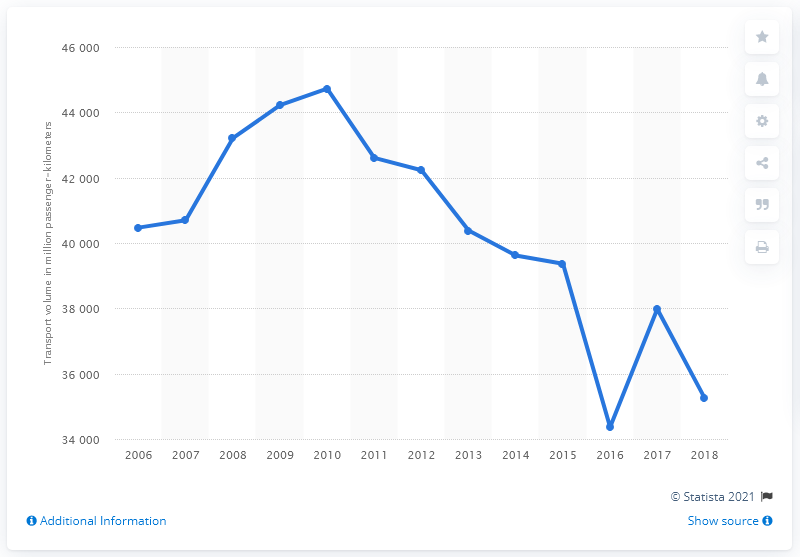 46 000
44 000
42 000
40 000
38 000
36 000
34 000
Transport volume in million passenger-kilometers
2006 2007 2008 2009 2010 2011 2012 2013 2014 2015 2016 2017 2018
© Statista 2021
Additional Information
Show source